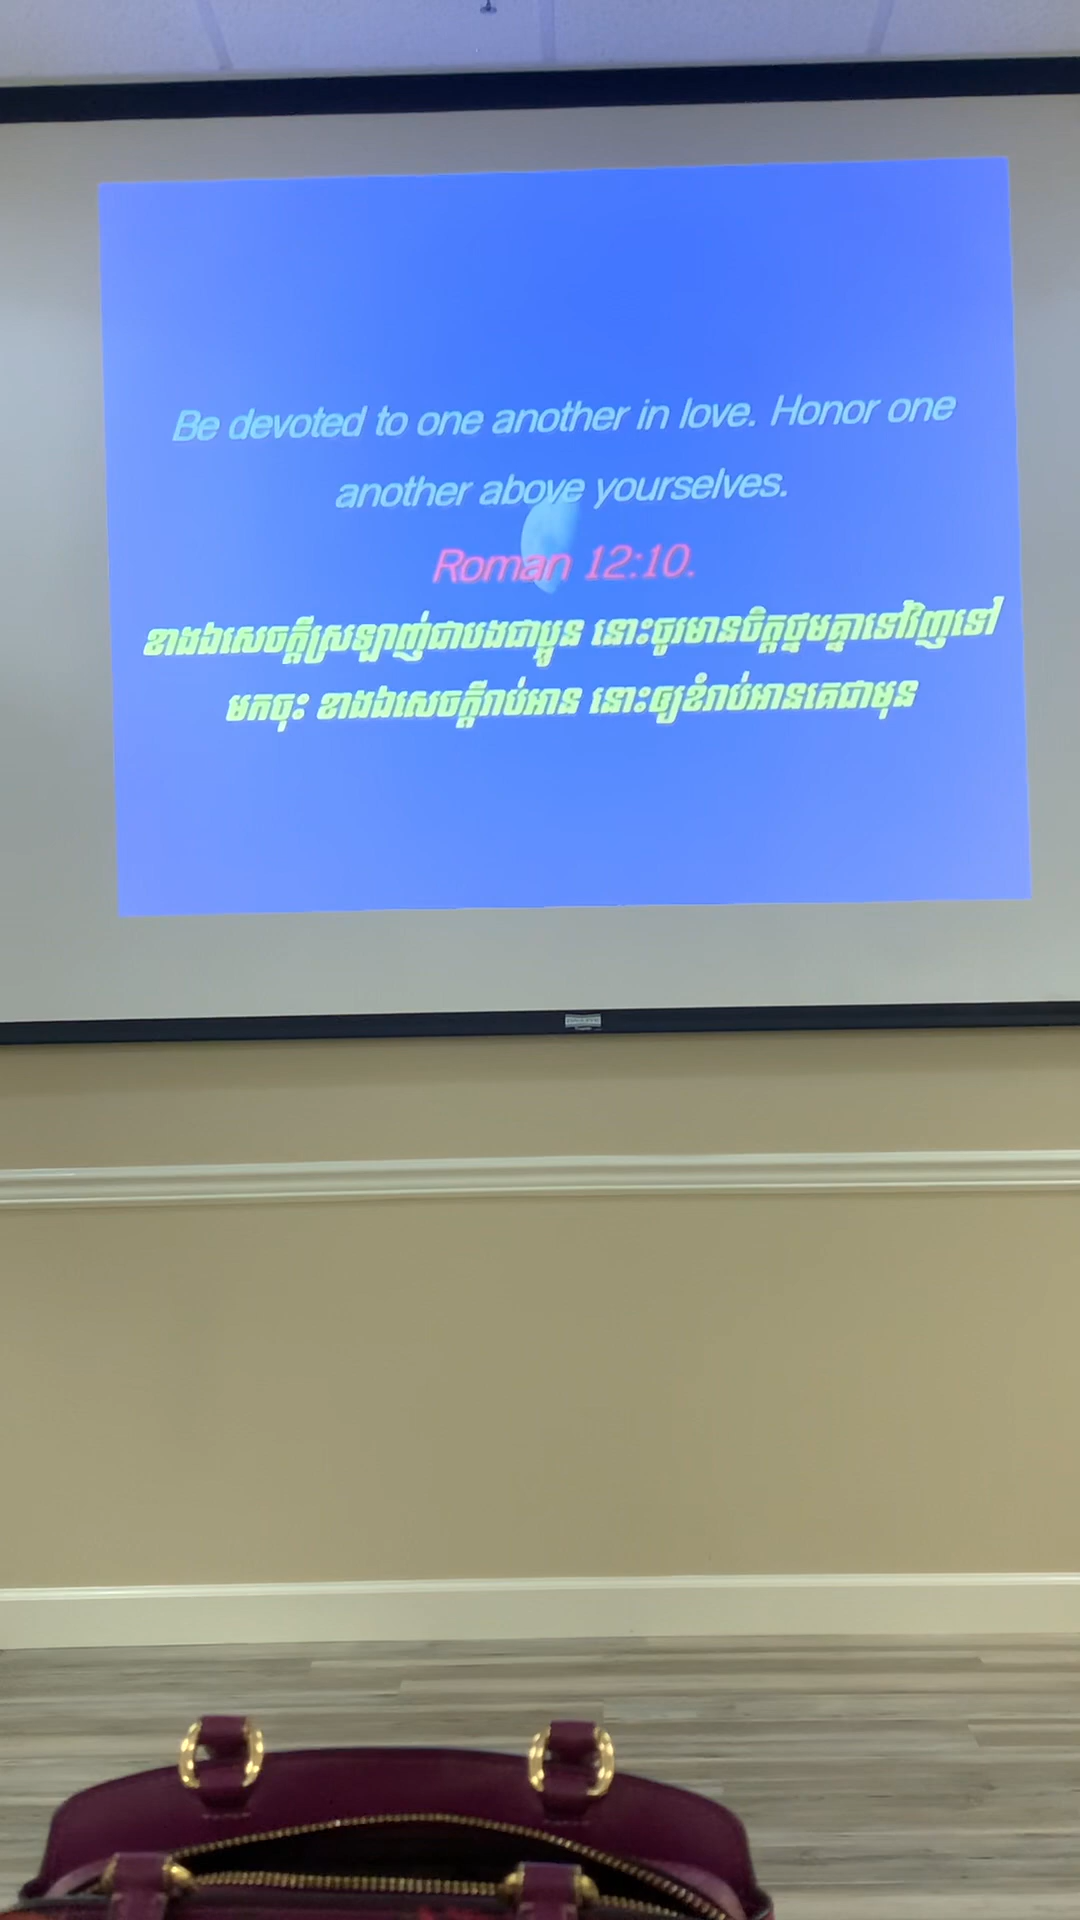 Be devoted to one another in love. Honor one
another above yourselves.
Roman 12:10.
ខាងឯសេចក្ដីស្រឡាញ់ជាបងជាប្អូន នោះចូរមានចិត្តថ្នមគ្នាទៅវិញទៅ
មកចុះ ខាងឯសេចក្ដីរាប់អាន នោះឲ្យខំរាប់អានគេជាមុន